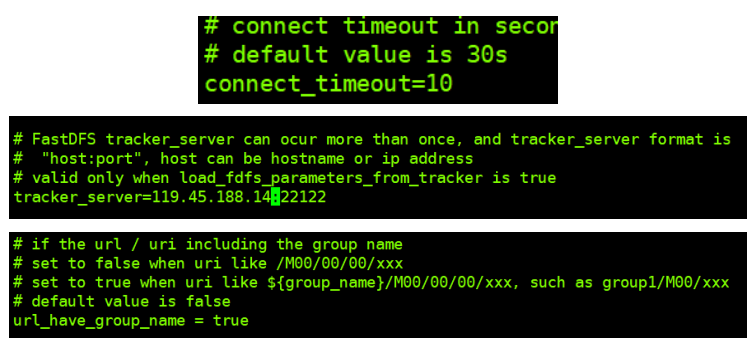 # connect timeout in secon
# default value is 30s
connect_timeout=10
# FastDFS tracker_server can ocur more than once, and tracker_server format is
#  "host:port", host can be hostname or ip address
# valid only when load_fdfs_parameters_from_tracker is true
tracker_server=119.45.188.14:22122
# if the url / uri including the group name
# set to false when uri like /M00/00/00/xxx
# set to true when uri like ${group_name}/M00/00/00/xxx, such as group1/M00/xxx
# default value is false
url_have_group_name = true